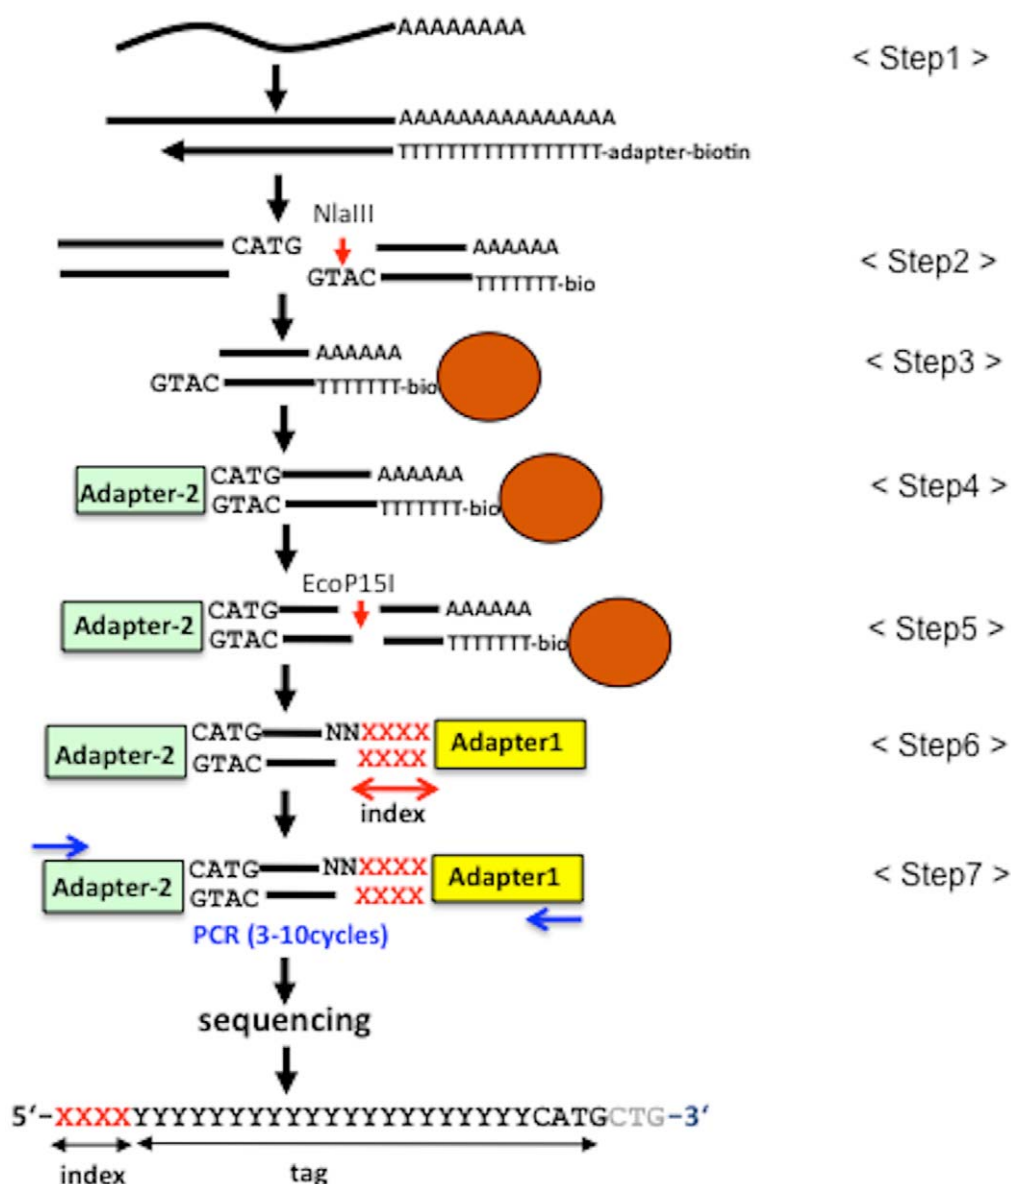 AAAAAAAA
< Step1 >
AAAAAAAAAAAAAAA
TTTTTTTTTTTTTTTTT-adapter-biotin
NlaIII
CATG AAAAAA
GTAC TTTTTTT-bio
< Step2 >
AAAAAA
GTAC TTTTTTT-bio
< Step3 >
Adapter-2
CATG AAAAAA
GTAC TTTTTTT-bio
< Step4 >
EcoP15I
Adapter-2
CATG AAAAAA
GTAC TTTTTTT-bio
< Step5 >
Adapter-2
CATG NNXXXX
GTAC XXXX
Adapter1
< Step6 >
index
Adapter-2
CATG NNXXXX
GTAC XXXX
Adapter1
< Step7 >
PCR (3-10cycles)
sequencing
5‘-XXXXYYYYYYYYYYYYYYYYYYYYYCATGCTG-3‘
index tag